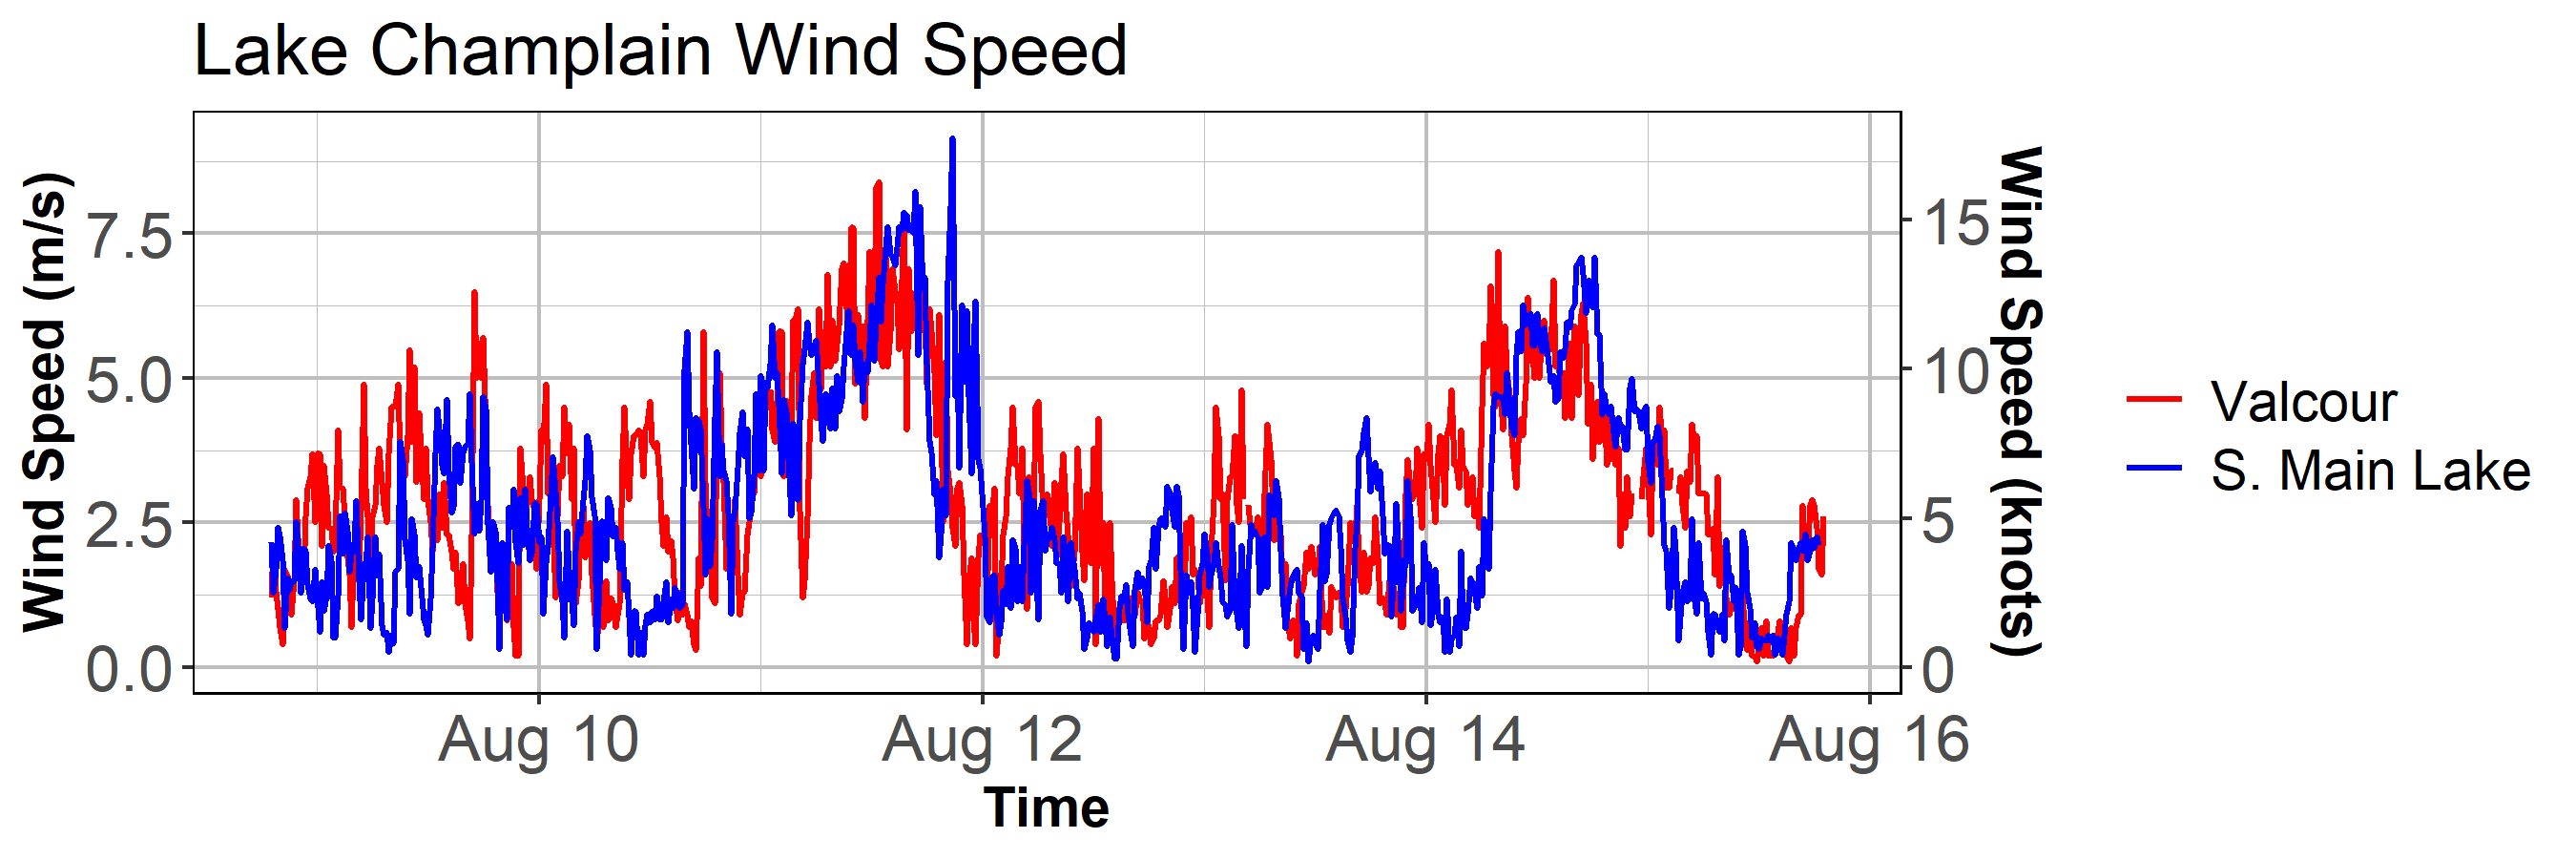 Lake Champlain Wind Speed
Wind Speed (m/s)
7.5
5.0
2.5
0.0
15
10
5
0
Wind Speed (knots)
Aug 10
Aug 12
Aug 14
Aug 16
Time
Valcour
S. Main Lake